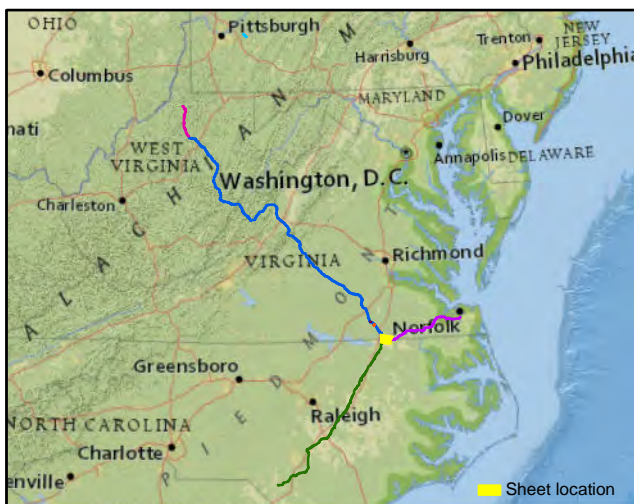 OHIO
Pittsburgh
NEW
JERSEY
Trenton
Harrisburg
Philadelphia
Columbus
MARYLAND
nati
Dover
WEST
VIRGINIA
Annapolis
DELAWARE
Washington, D.C.
Charleston
Richmond
VIRGINIA
Norfolk
Greensboro
Raleigh
NORTH CAROLINA
Charlotte
enville
A P P A L A C H I A N M
P I E D M O N T
Sheet location